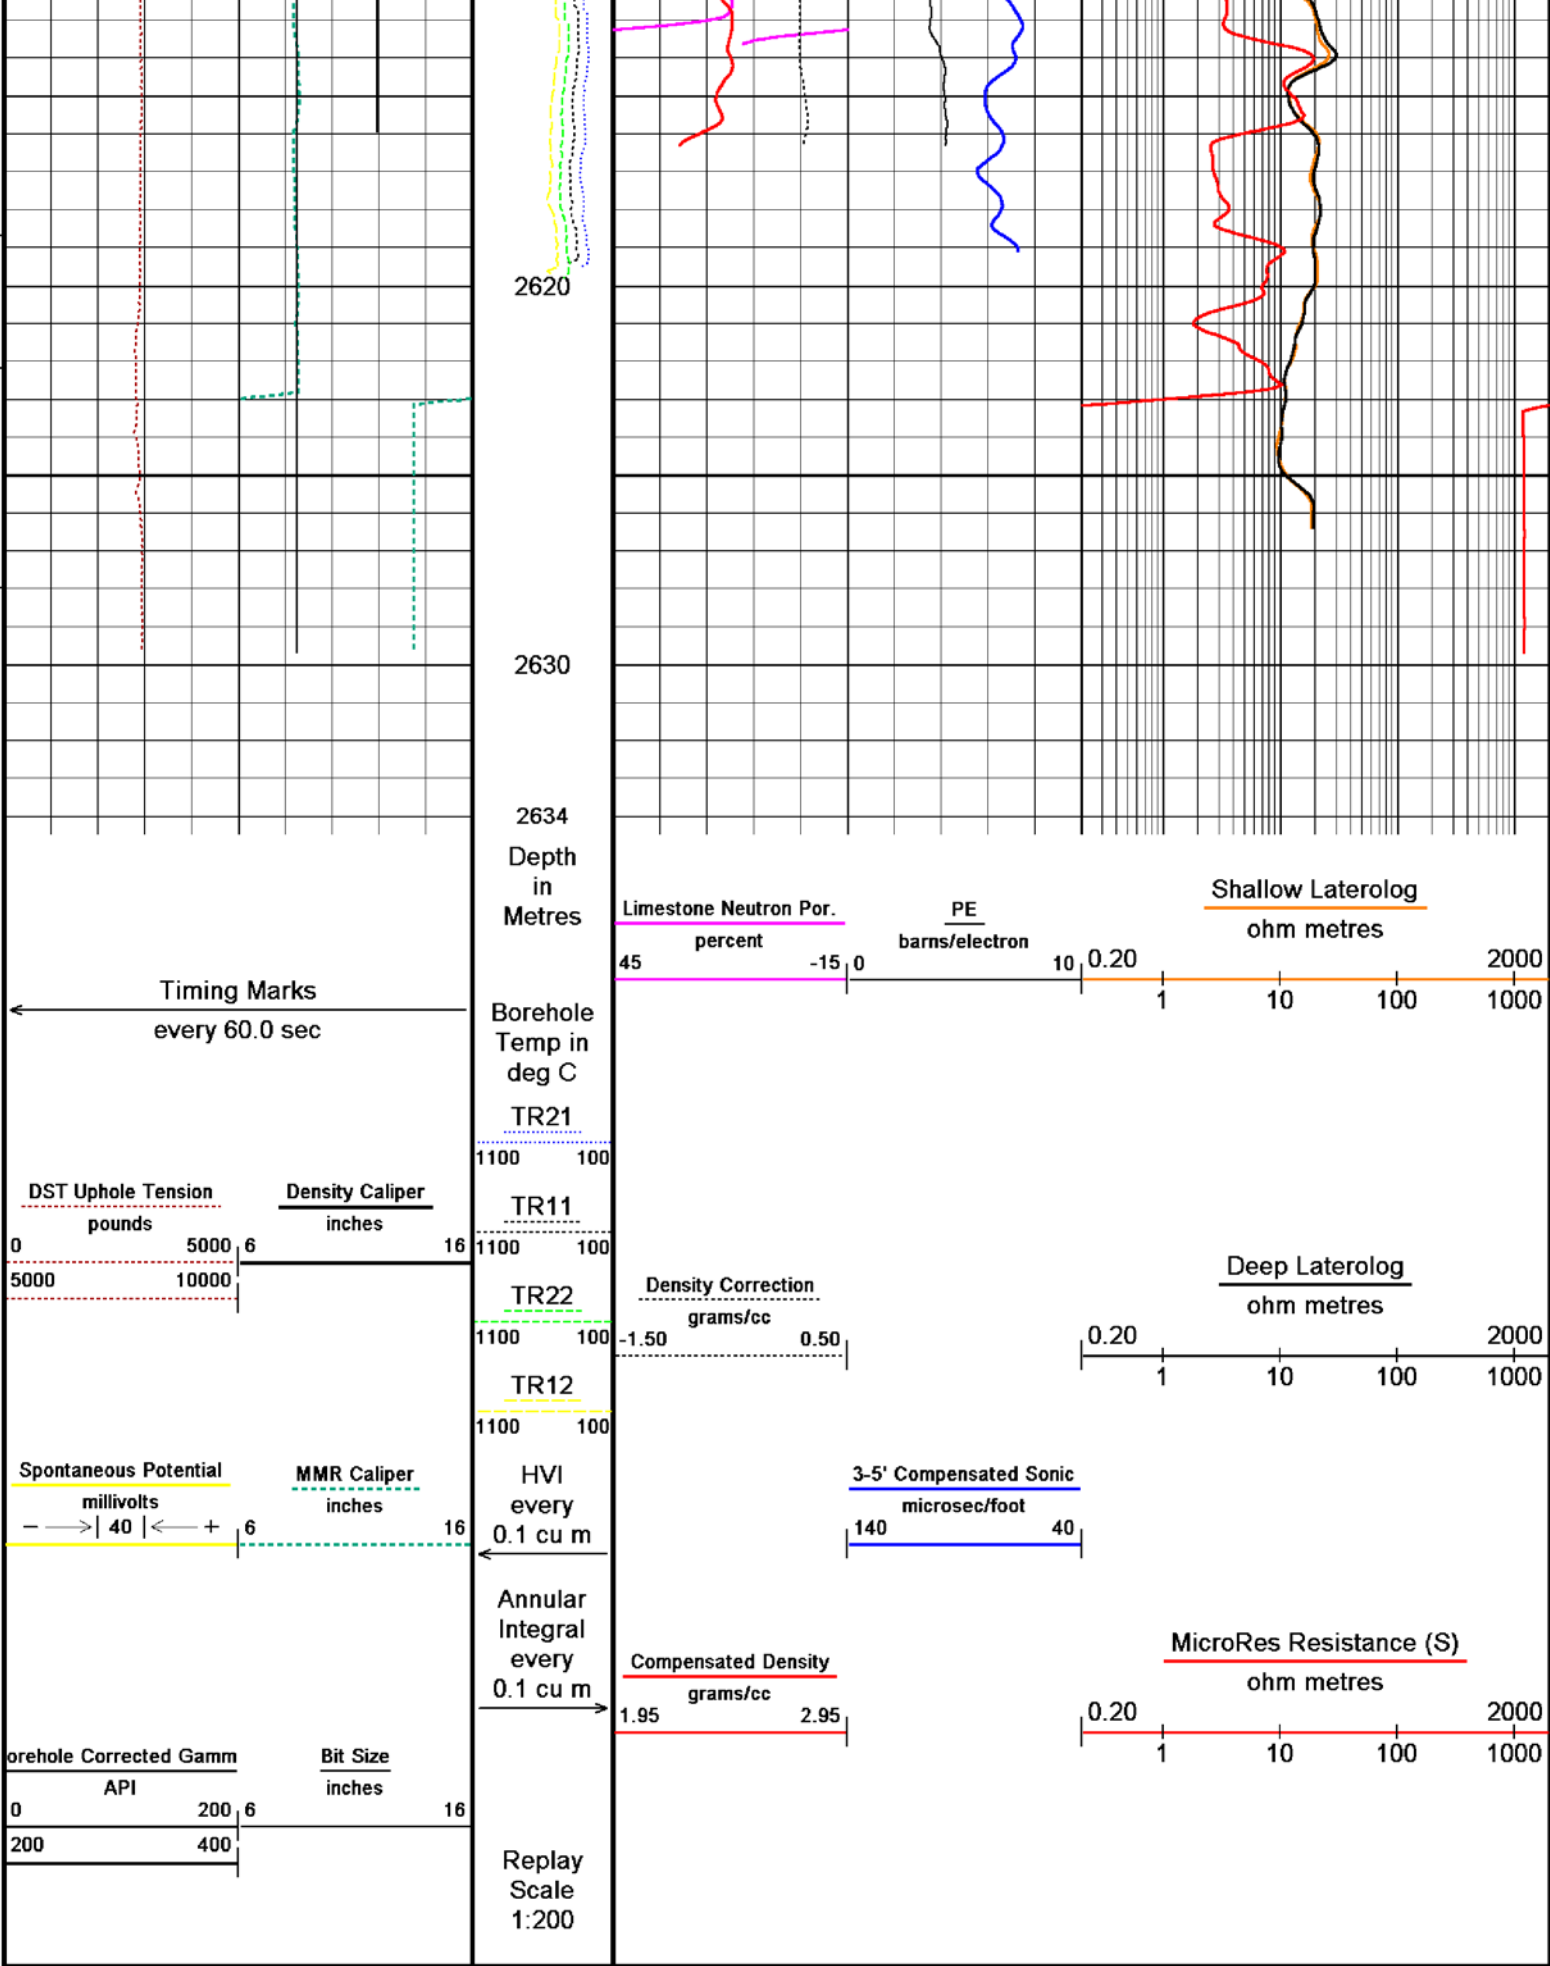 2620
2630
2634
Depth
in
Metres
Limestone Neutron Por.
percent
45 -15
PE
barns/electron
0 10
Shallow Laterolog
ohm metres
0.20 2000
1 10 100 1000
Timing Marks
every 60.0 sec
Borehole
Temp in
deg C
TR21
1100 100
DST Uphole Tension
pounds
0 5000
5000 10000
Density Caliper
inches
6 16
TR11
1100 100
TR22
1100 100
Density Correction
grams/cc
-1.50 0.50
Deep Laterolog
ohm metres
0.20 2000
1 10 100 1000
TR12
1100 100
Spontaneous Potential
millivolts
− 40 +
MMR Caliper
inches
6 16
HVI
every
0.1 cu m
3-5' Compensated Sonic
microsec/foot
140 40
Annular
Integral
every
0.1 cu m
Compensated Density
grams/cc
1.95 2.95
MicroRes Resistance (S)
ohm metres
0.20 2000
1 10 100 1000
orehole Corrected Gamm
API
0 200
200 400
Bit Size
inches
6 16
Replay
Scale
1:200